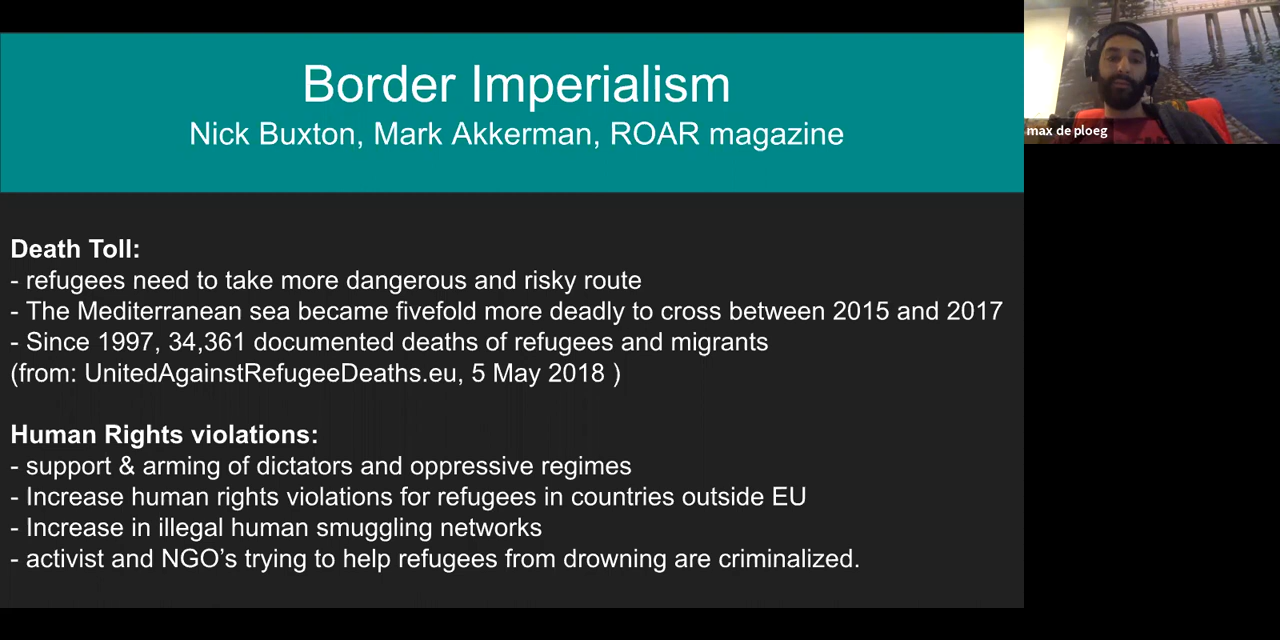 Border Imperialism
Nick Buxton, Mark Akkerman, ROAR magazine
max de ploeg
Death Toll:
- refugees need to take more dangerous and risky route
- The Mediterranean sea became fivefold more deadly to cross between 2015 and 2017
- Since 1997, 34,361 documented deaths of refugees and migrants
(from: UnitedAgainstRefugeeDeaths.eu, 5 May 2018 )
Human Rights violations:
- support & arming of dictators and oppressive regimes
- Increase human rights violations for refugees in countries outside EU
- Increase in illegal human smuggling networks
- activist and NGO’s trying to help refugees from drowning are criminalized.